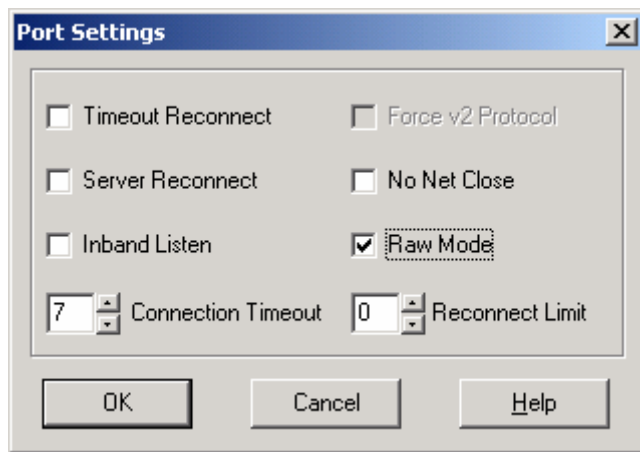 Port Settings
Timeout Reconnect Force v2 Protocol
Server Reconnect No Net Close
Inband Listen Raw Mode
7 Connection Timeout 0 Reconnect Limit
OK Cancel Help